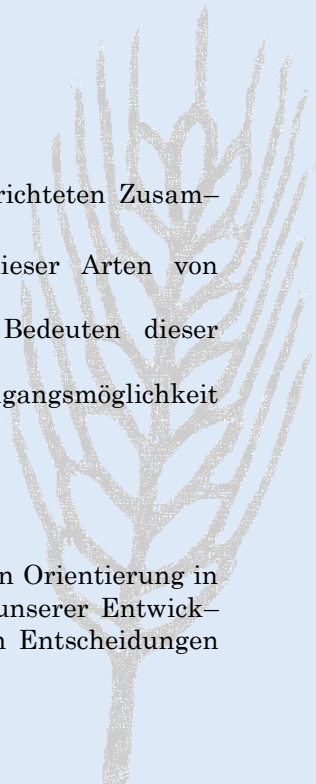 richteten Zusam–
ieser Arten von
Bedeuten dieser
gangsmöglichkeit
n Orientierung in
unserer Entwick–
n Entscheidungen